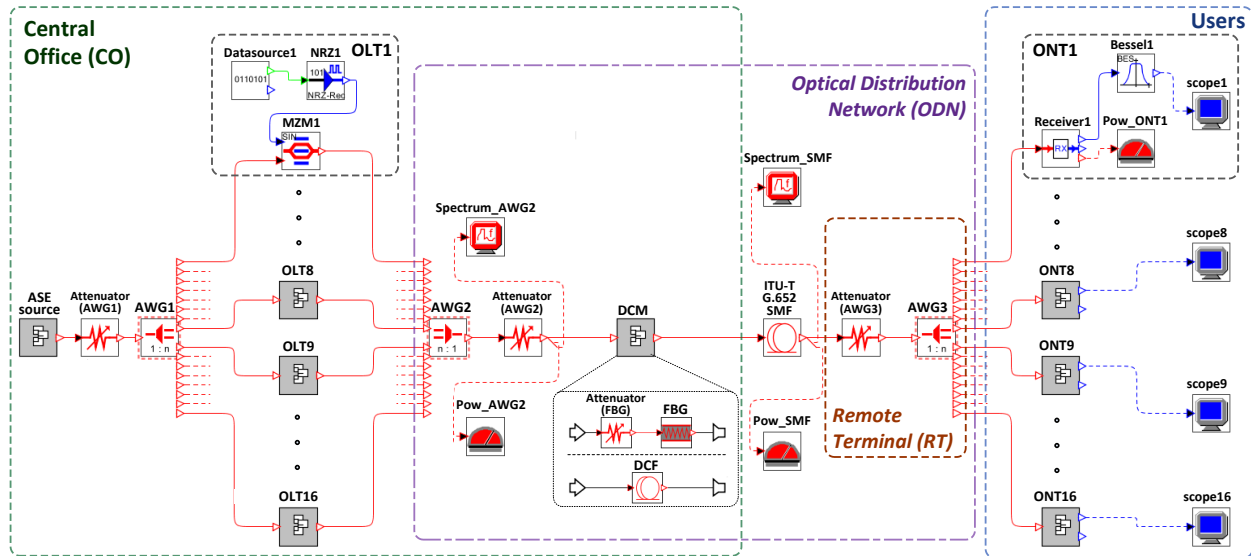 Central
Office (CO)
OLT1
Datasource1
NRZ1
0110101
101
NRZ-Rec
MZM1
SIN
Optical Distribution
Network (ODN)
Users
ONT1
Bessel1
BES
scope1
Receiver1
RX
Pow_ONT1
Spectrum_SMF
Spectrum_AWG2
f
ASE
source
Attenuator
(AWG1)
AWG1
1 : n
OLT8
OLT9
OLT16
AWG2
n : 1
Attenuator
(AWG2)
DCM
ITU-T
G.652
SMF
Attenuator
(AWG3)
AWG3
1 : n
ONT8
ONT9
ONT16
scope8
scope9
scope16
Pow_AWG2
Attenuator
(FBG)
FBG
DCF
Pow_SMF
Remote
Terminal (RT)